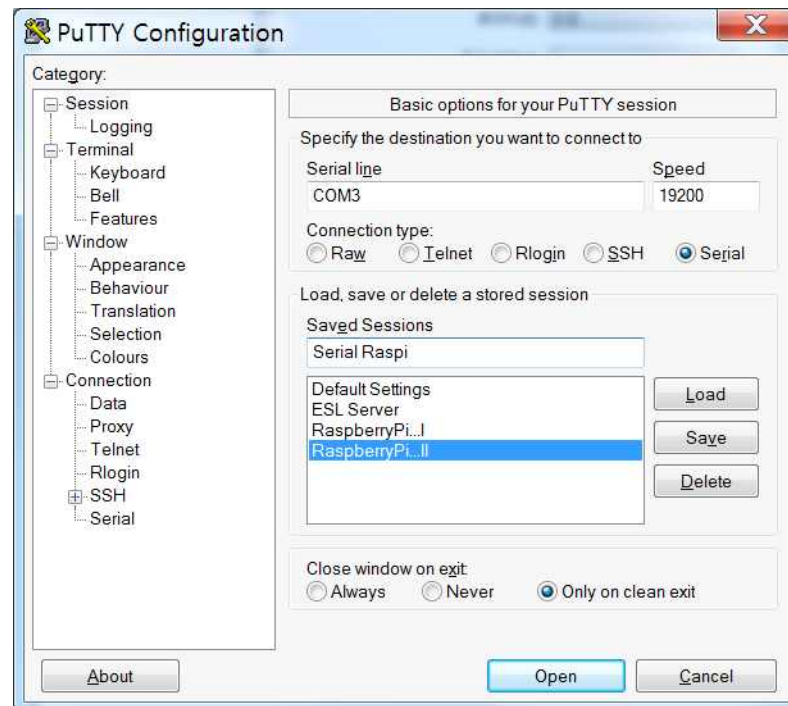 PuTTY Configuration
Category:
Session
Logging
Terminal
Keyboard
Bell
Features
Window
Appearance
Behaviour
Translation
Selection
Colours
Connection
Data
Proxy
Telnet
Rlogin
SSH
Serial
Basic options for your PuTTY session
Specify the destination you want to connect to
Serial line Speed
COM3 19200
Connection type:
Raw Telnet Rlogin SSH Serial
Load, save or delete a stored session
Saved Sessions
Serial Raspi
Default Settings
ESL Server
RaspberryPi...I
RaspberryPi...II
Load
Save
Delete
Close window on exit:
Always Never Only on clean exit
About Open Cancel